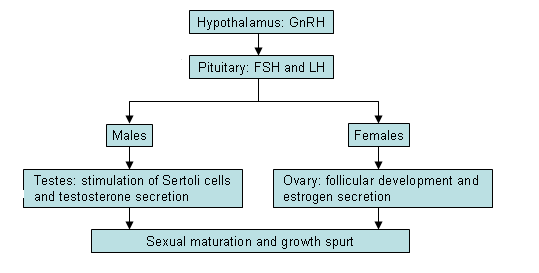 Hypothalamus: GnRH
Pituitary: FSH and LH
Males
Females
Testes: stimulation of Sertoli cells
and testosterone secretion
Ovary: follicular development and
estrogen secretion
Sexual maturation and growth spurt